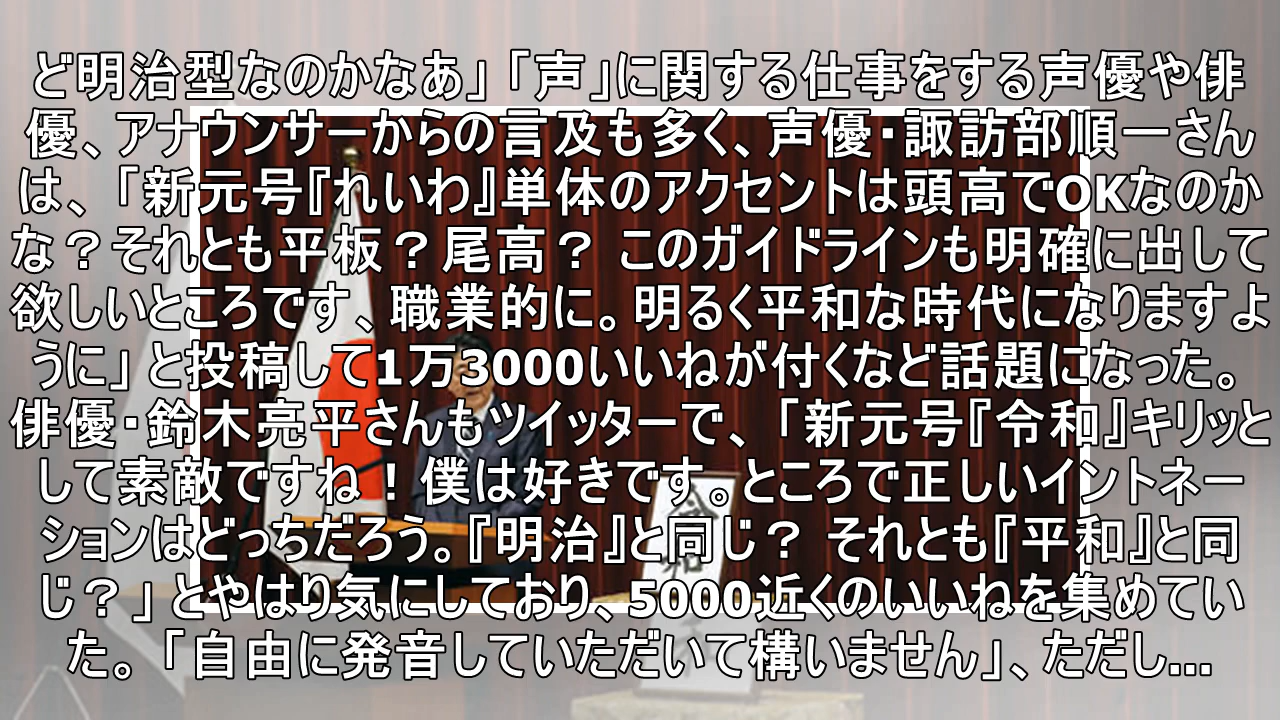 ど明治型なのかなあ」「声」に関する仕事をする声優や俳
優、アナウンサーからの言及も多く、声優・諏訪部順一さん
は、「新元号『れいわ』単体のアクセントは頭高でOKなのか
な？それとも平板？尾高？ このガイドラインも明確に出して
欲しいところです、職業的に。明るく平和な時代になりますよ
うに」と投稿して1万3000いいねが付くなど話題になった。
俳優・鈴木亮平さんもツイッターで、「新元号『令和』キリッと
して素敵ですね！僕は好きです。ところで正しいイントネー
ションはどっちだろう。『明治』と同じ？ それとも『平和』と同
じ？」とやはり気にしており、5000近くのいいねを集めてい
た。「自由に発音していただいて構いません」、ただし...
令和